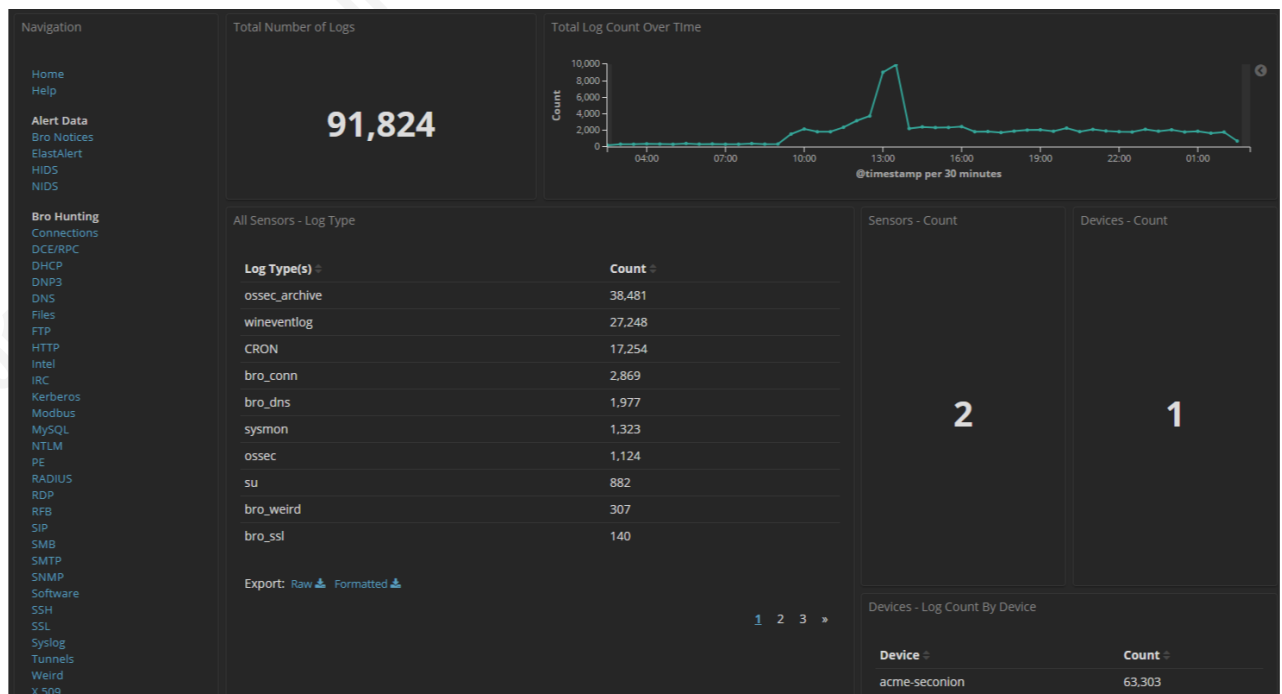 Navigation
Home
Help
Alert Data
Bro Notices
ElastAlert
HIDS
NIDS
Bro Hunting
Connections
DCE/RPC
DHCP
DNP3
DNS
Files
FTP
HTTP
Intel
IRC
Kerberos
Modbus
MySQL
NTLM
PE
RADIUS
RDP
RFB
SIP
SMB
SMTP
SNMP
Software
SSH
SSL
Syslog
Tunnels
Weird
X.509
Total Number of Logs
91,824
Total Log Count Over TIme
10,000
8,000
6,000
4,000
2,000
0
Count
04:00 07:00 10:00 13:00 16:00 19:00 22:00 01:00
@timestamp per 30 minutes
All Sensors - Log Type
Log Type(s) Count
ossec_archive 38,481
wineventlog 27,248
CRON 17,254
bro_conn 2,869
bro_dns 1,977
sysmon 1,323
ossec 1,124
su 882
bro_weird 307
bro_ssl 140
Export: Raw Formatted
1 2 3 »
Sensors - Count
2
Devices - Count
1
Devices - Log Count By Device
Device Count
acme-seconion 63,303